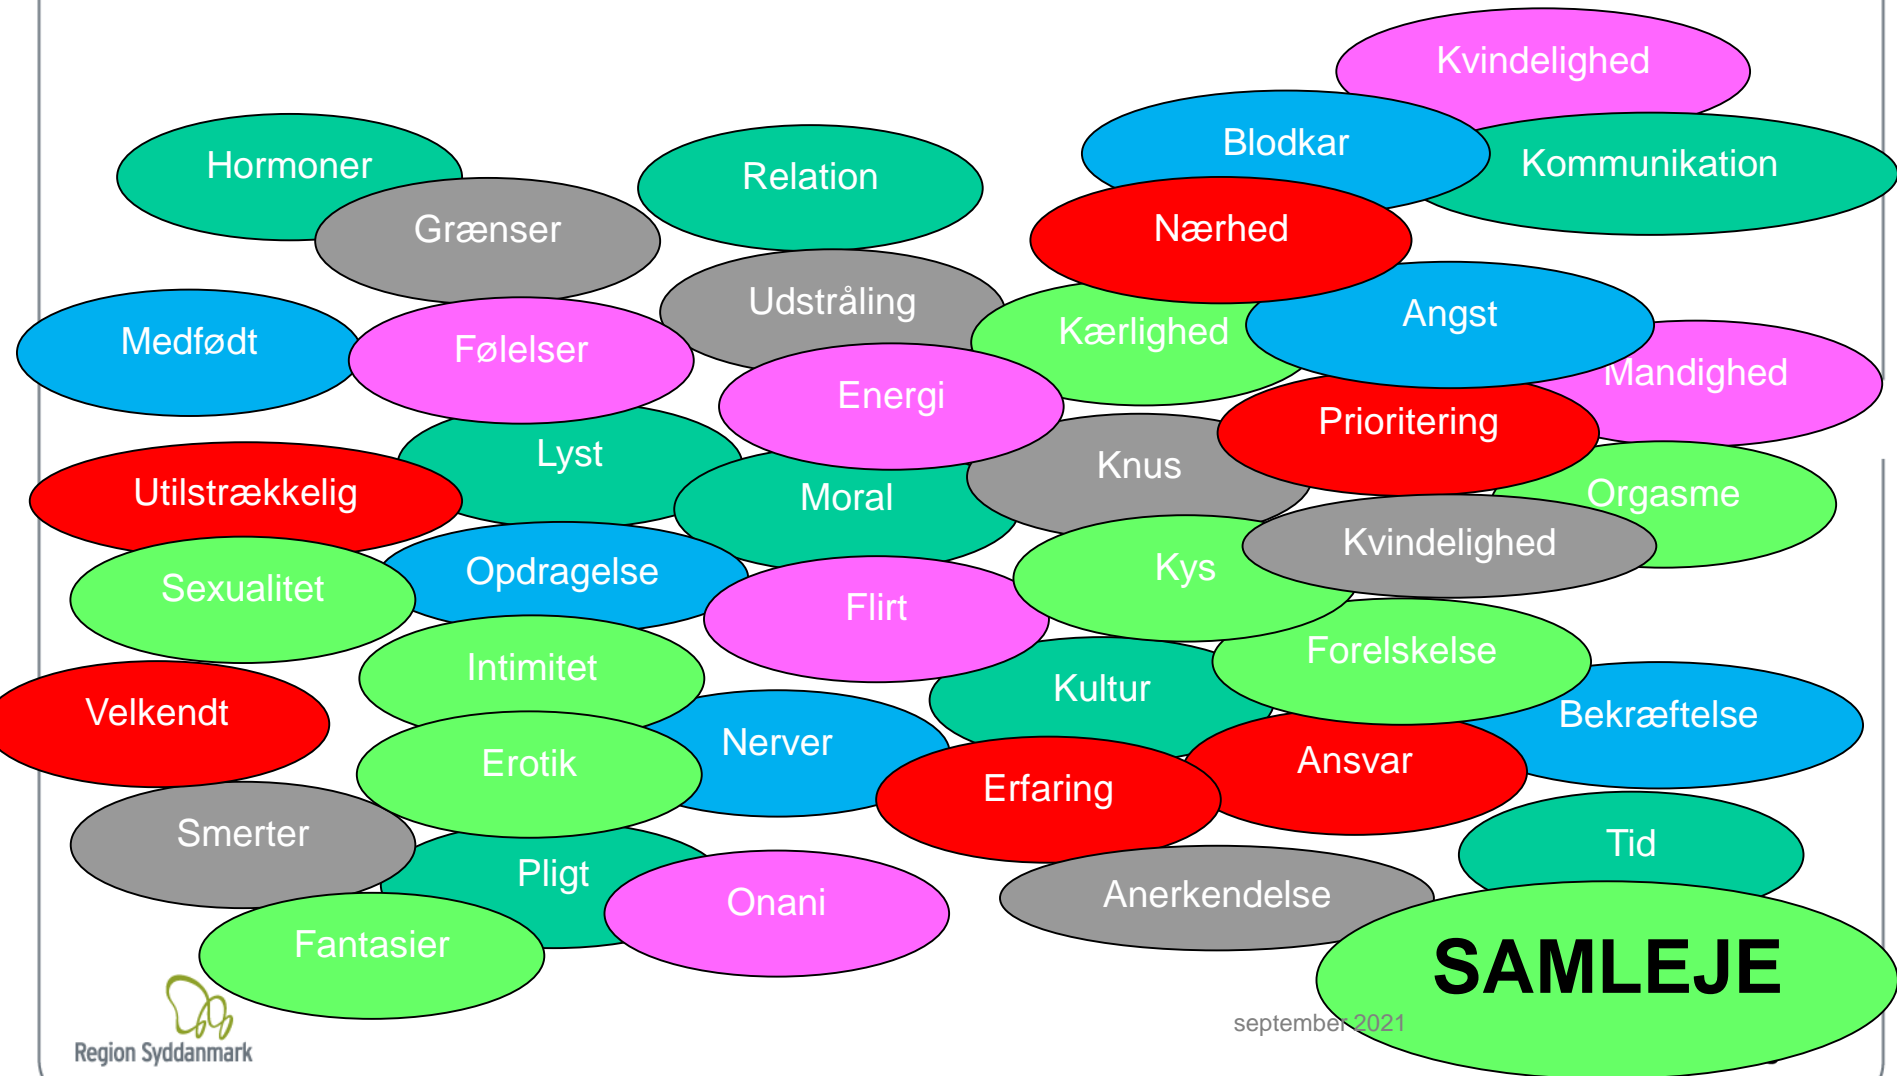 Kvindelighed
Blodkar
Kommunikation
Hormoner
Relation
Grænser
Nærhed
Udstråling
Kærlighed
Angst
Medfødt
Følelser
Energi
Mandighed
Prioritering
Lyst
Knus
Utilstrækkelig
Moral
Orgasme
Kvindelighed
Opdragelse
Kys
Sexualitet
Flirt
Intimitet
Forelskelse
Kultur
Velkendt
Bekræftelse
Nerver
Erotik
Ansvar
Erfaring
Smerter
Tid
Pligt
Anerkendelse
Onani
Fantasier
SAMLEJE
september 2021
Region Syddanmark